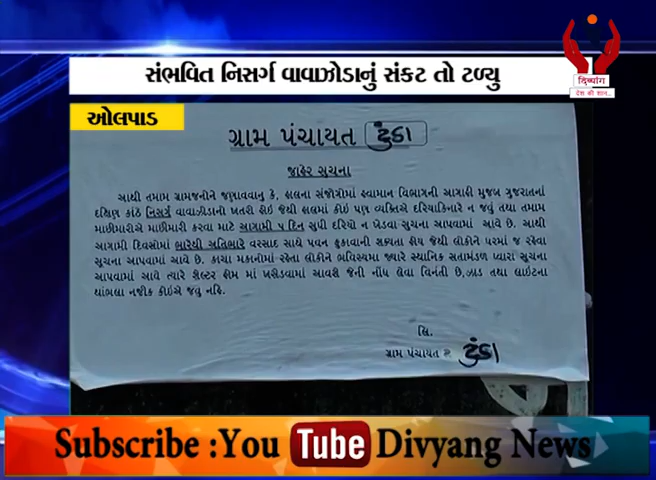 સંભવિત નિસર્ગ વાવાઝોડાનું સંકટ તો ટળ્યુ
दिव्यांग
देश की शान..
ઓલપાડ
ગ્રામ પંચાયત ટુંડા
જાહેર સુચના
આથી તમામ ગ્રામજનોને જણાવવાનુ કે, હાલના સંજોગોમાં હવામાન વિભાગની આગાહી મુજબ ગુજરાતનાં
દક્ષિણ કાંઠે નિસર્ગ વાવાઝોડાની ખતરી હોઇ જેથી હાલમાં કોઇ પણ વ્યક્તિએ દરિયાકિનારે ન જવું તથા તમામ
માછીમારીએ માછીમારી કરવા માટે આગામી ૫ દિન સુધી દરિયો ન ખેડવા સુચના આપવામાં આવે છે. આથી
આગામી દિવસોમાં ભારેથી અતિભારે વરસાદ સાથે પવન ફુકાવાની શક્યતા હોય જેથી લોકોને ઘરમાં જ રહેવા
સુચના આપવામાં આવે છે. કાચા મકાનોમાં રહેતા લોકોને ભવિસ્યમા જ્યારે સ્થાનિક સતામંડળ ધ્વારા સુચના
આપવામાં આવે ત્યારે શેલ્ટર હોમ માં ખસેડવામાં આવશે જેની નોંધ લેવા વિનંતી છે,ઝાડ તથા લાઇટના
થાંભલા નજીક કોઇએ જવુ નહિ.
લિ.
ગ્રામ પંચાયત ટુંડા
Subscribe :You Tube Divyang News